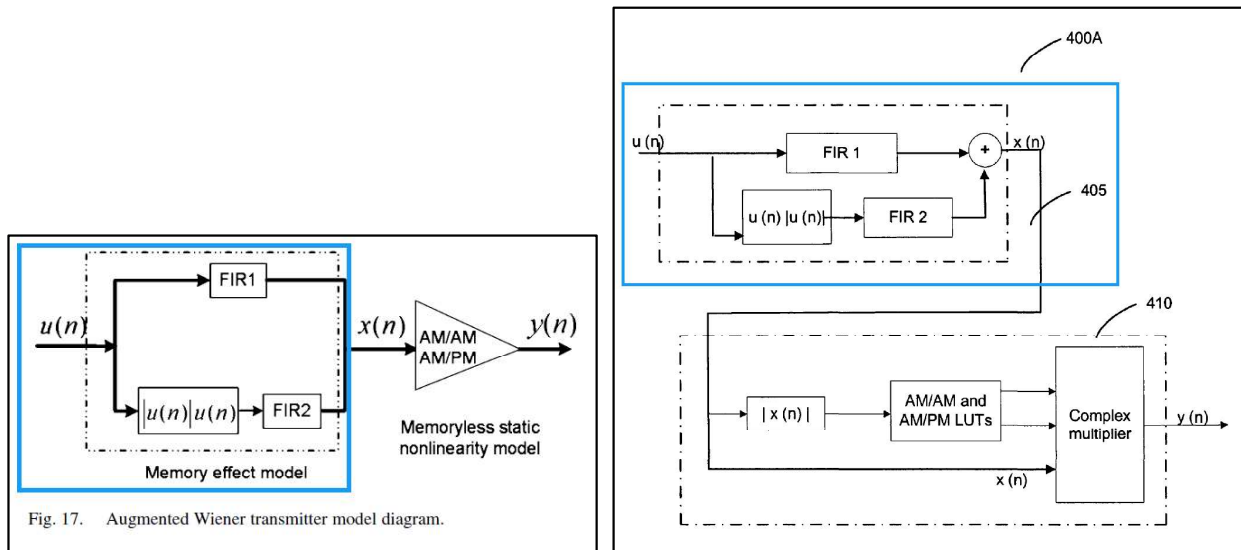 u(n)
FIR1
|u(n)|u(n)
FIR2
x(n)
AM/AM
AM/PM
y(n)
Memoryless static
nonlinearity model
Memory effect model
Fig. 17. Augmented Wiener transmitter model diagram.
400A
u (n)
FIR 1
+
x (n)
405
u (n) |u (n)|
FIR 2
410
| x (n) |
AM/AM and
AM/PM LUTs
Complex
multiplier
y (n)
x (n)